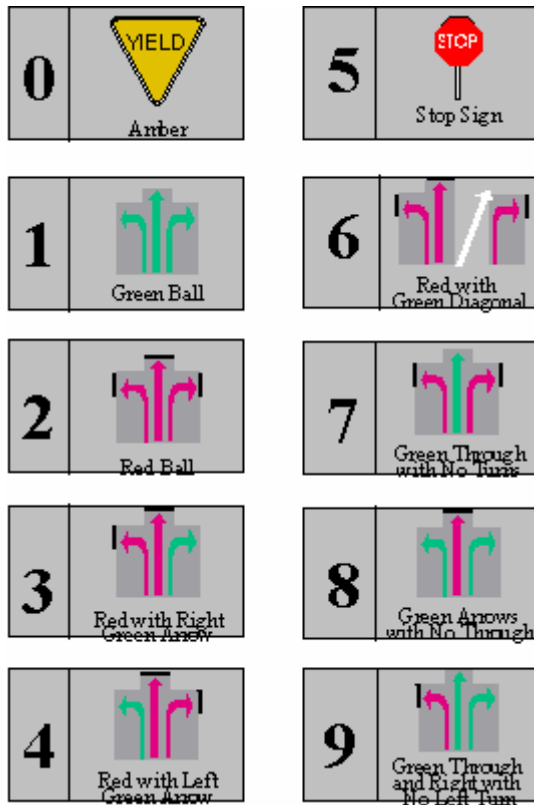 0
YIELD
Amber
5
STOP
Stop Sign
1
Green Ball
6
Red with
Green Diagonal
2
Red Ball
7
Green Through
with No Turns
3
Red with Right
Green Arrow
8
Green Arrows
with No Through
4
Red with Left
Green Arrow
9
Green Through
and Right with
No Left Turn